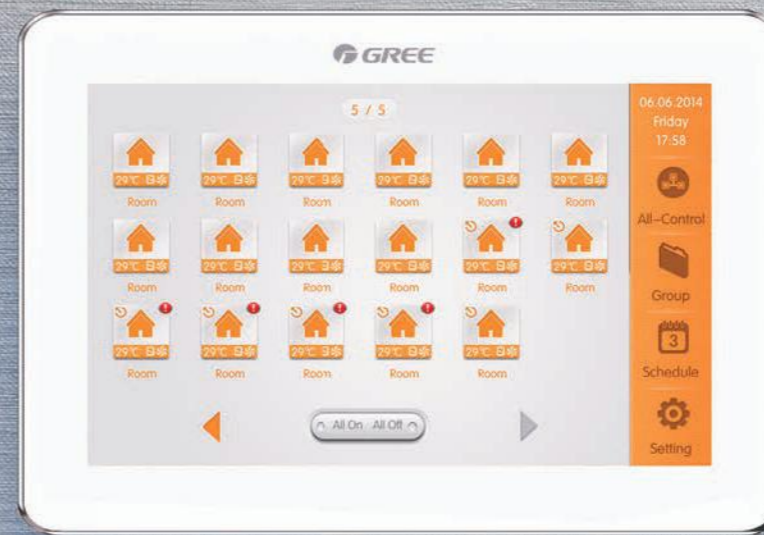 GREE
5 / 5
06.06.2014
Friday
17:58
29°C 29°C 29°C 29°C 29°C 29°C
Room Room Room Room Room Room
All-Control
29°C 29°C 29°C 29°C 29°C 29°C
Room Room Room Room Room Room
Group
29°C 29°C 29°C 29°C 29°C
Room Room Room Room Room
3
Schedule
All On All Off
Setting